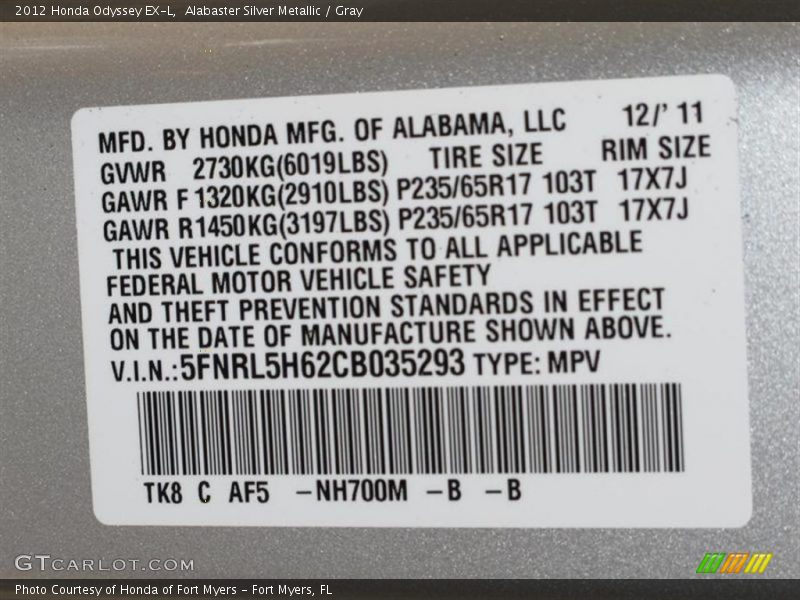 2012 Honda Odyssey EX-L,  Alabaster Silver Metallic / Gray
MFD. BY HONDA MFG. OF ALABAMA, LLC 12/' 11
GVWR 2730KG(6019LBS) TIRE SIZE RIM SIZE
GAWR F 1320KG(2910LBS) P235/65R17 103T 17X7J
GAWR R1450KG(3197LBS) P235/65R17 103T 17X7J
THIS VEHICLE CONFORMS TO ALL APPLICABLE
FEDERAL MOTOR VEHICLE SAFETY
AND THEFT PREVENTION STANDARDS IN EFFECT
ON THE DATE OF MANUFACTURE SHOWN ABOVE.
V.I.N.:5FNRL5H62CB035293 TYPE: MPV
TK8 C AF5 -NH700M -B -B
GTCARLOT.COM
Photo Courtesy of Honda of Fort Myers - Fort Myers, FL